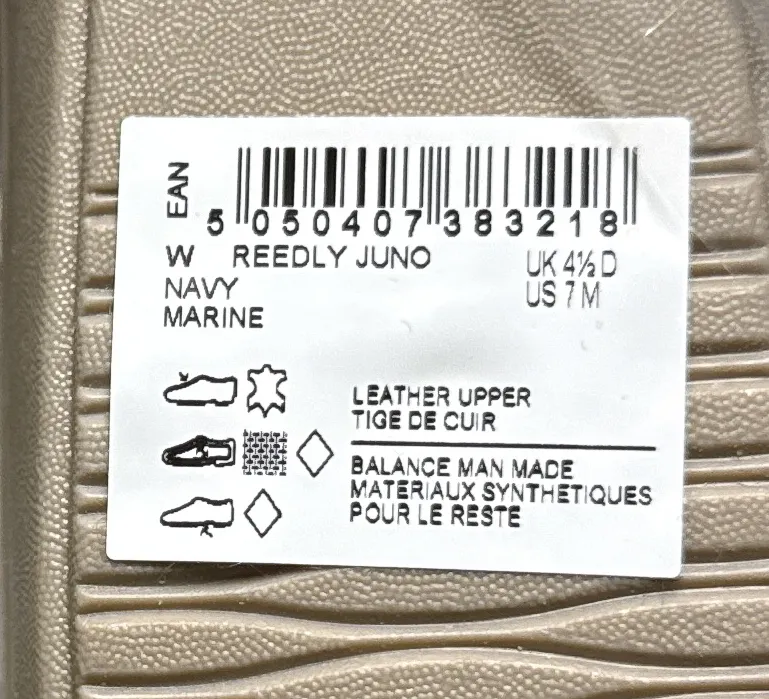 EAN
5 050407 383218
W REEDLY JUNO
NAVY
MARINE
UK 4½ D
US 7 M
LEATHER UPPER
TIGE DE CUIR
BALANCE MAN MADE
MATERIAUX SYNTHETIQUES
POUR LE RESTE